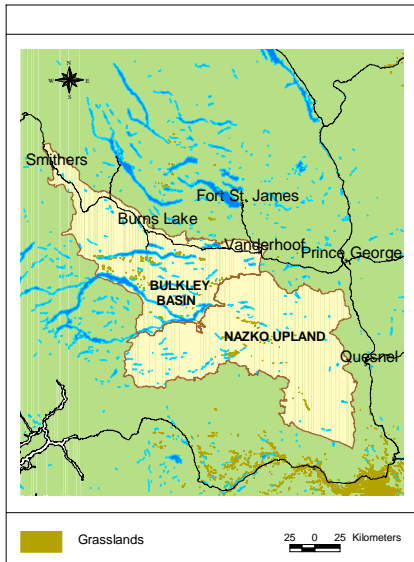 N
W E
S
Smithers
Fort St. James
Burns Lake
Vanderhoof
Prince George
BULKLEY
BASIN
NAZKO UPLAND
Quesnel
Grasslands
25 0 25 Kilometers